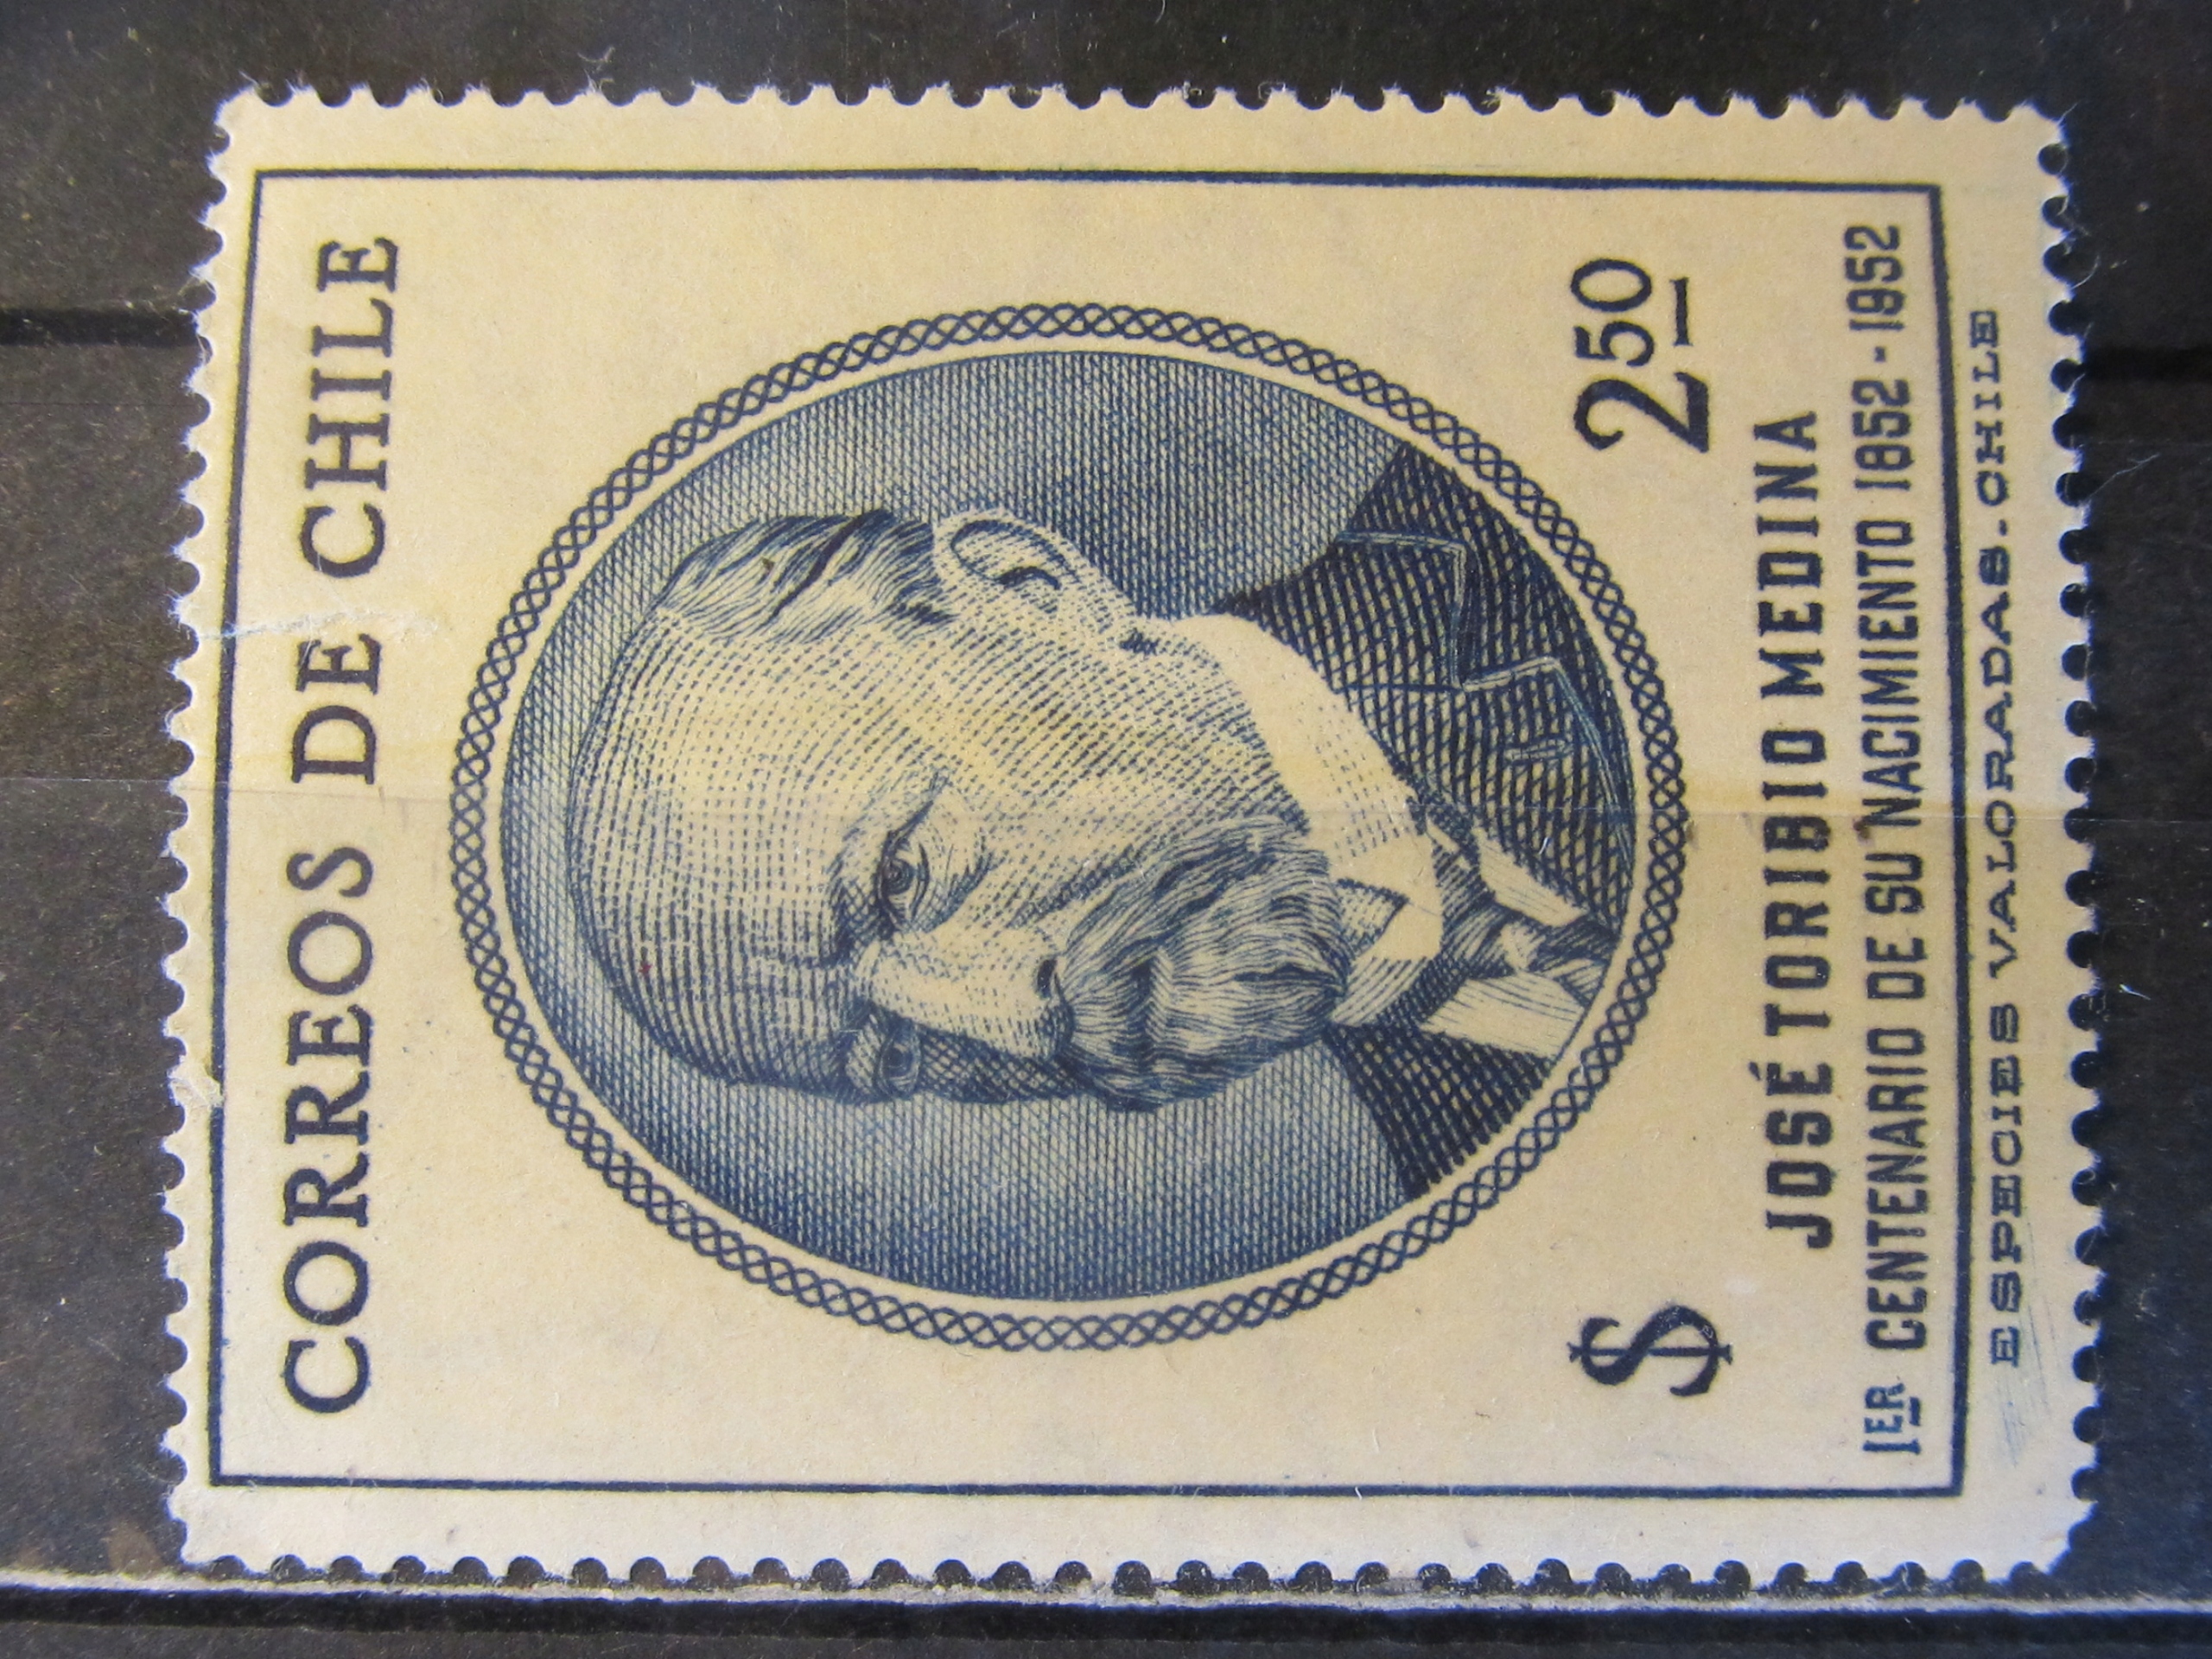 CORREOS DE CHILE
$ 2.50
JOSÉ TORIBIO MEDINA
1ER CENTENARIO DE SU NACIMIENTO 1852-1952
ESPECIES VALORADAS.-CHILE